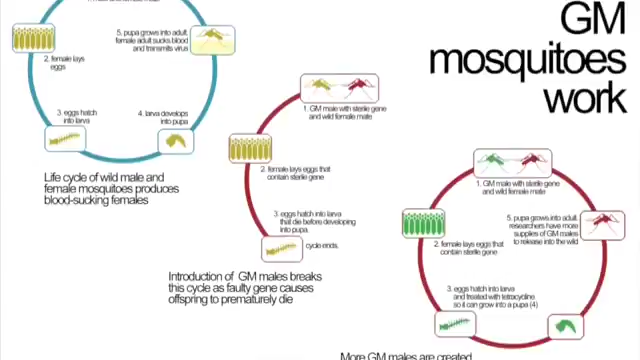 GM
mosquitoes
work
5. pupa grows into adult
female adult sucks blood
and transmits virus
2. female lays
eggs
3. eggs hatch
into larva
4. larva develops
into pupa
Life cycle of wild male and
female mosquitoes produces
blood-sucking females
1. GM male with sterile gene
and wild female mate
2. female lays eggs that
contain sterile gene
3. eggs hatch into larva
that die before developing
into pupa.
cycle ends.
Introduction of GM males breaks
this cycle as faulty gene causes
offspring to prematurely die
1. GM male with sterile gene
and wild female mate
5. pupa grows into adult
researchers have more
supplies of GM males
to release into the wild
2. female lays eggs that
contain sterile gene
3. eggs hatch into larva
and treated with tetracycline
so it can grow into a pupa (4)
More GM males are created